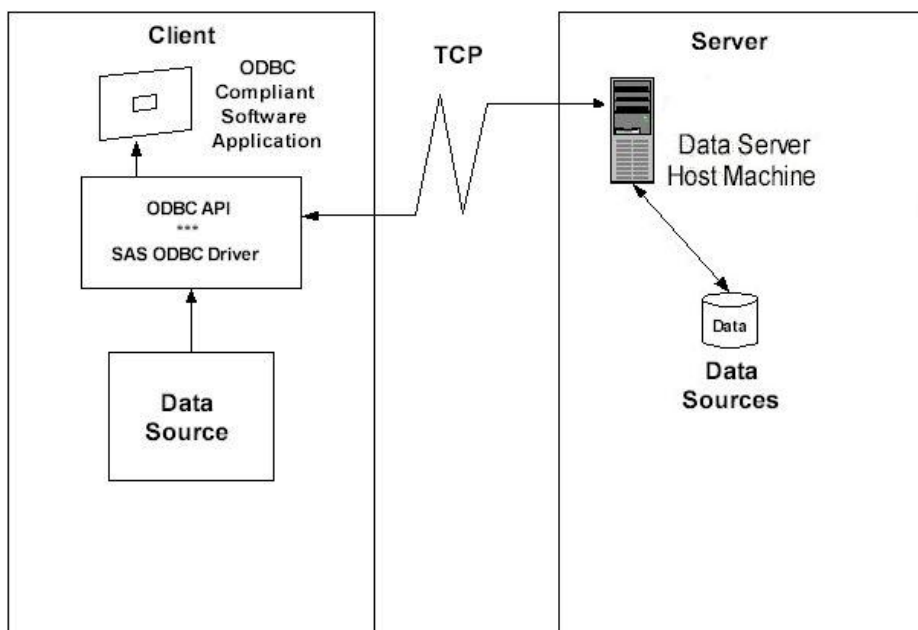 Client
ODBC
Compliant
Software
Application
ODBC API
***
SAS ODBC Driver
Data
Source
TCP
Server
Data Server
Host Machine
Data
Data
Sources